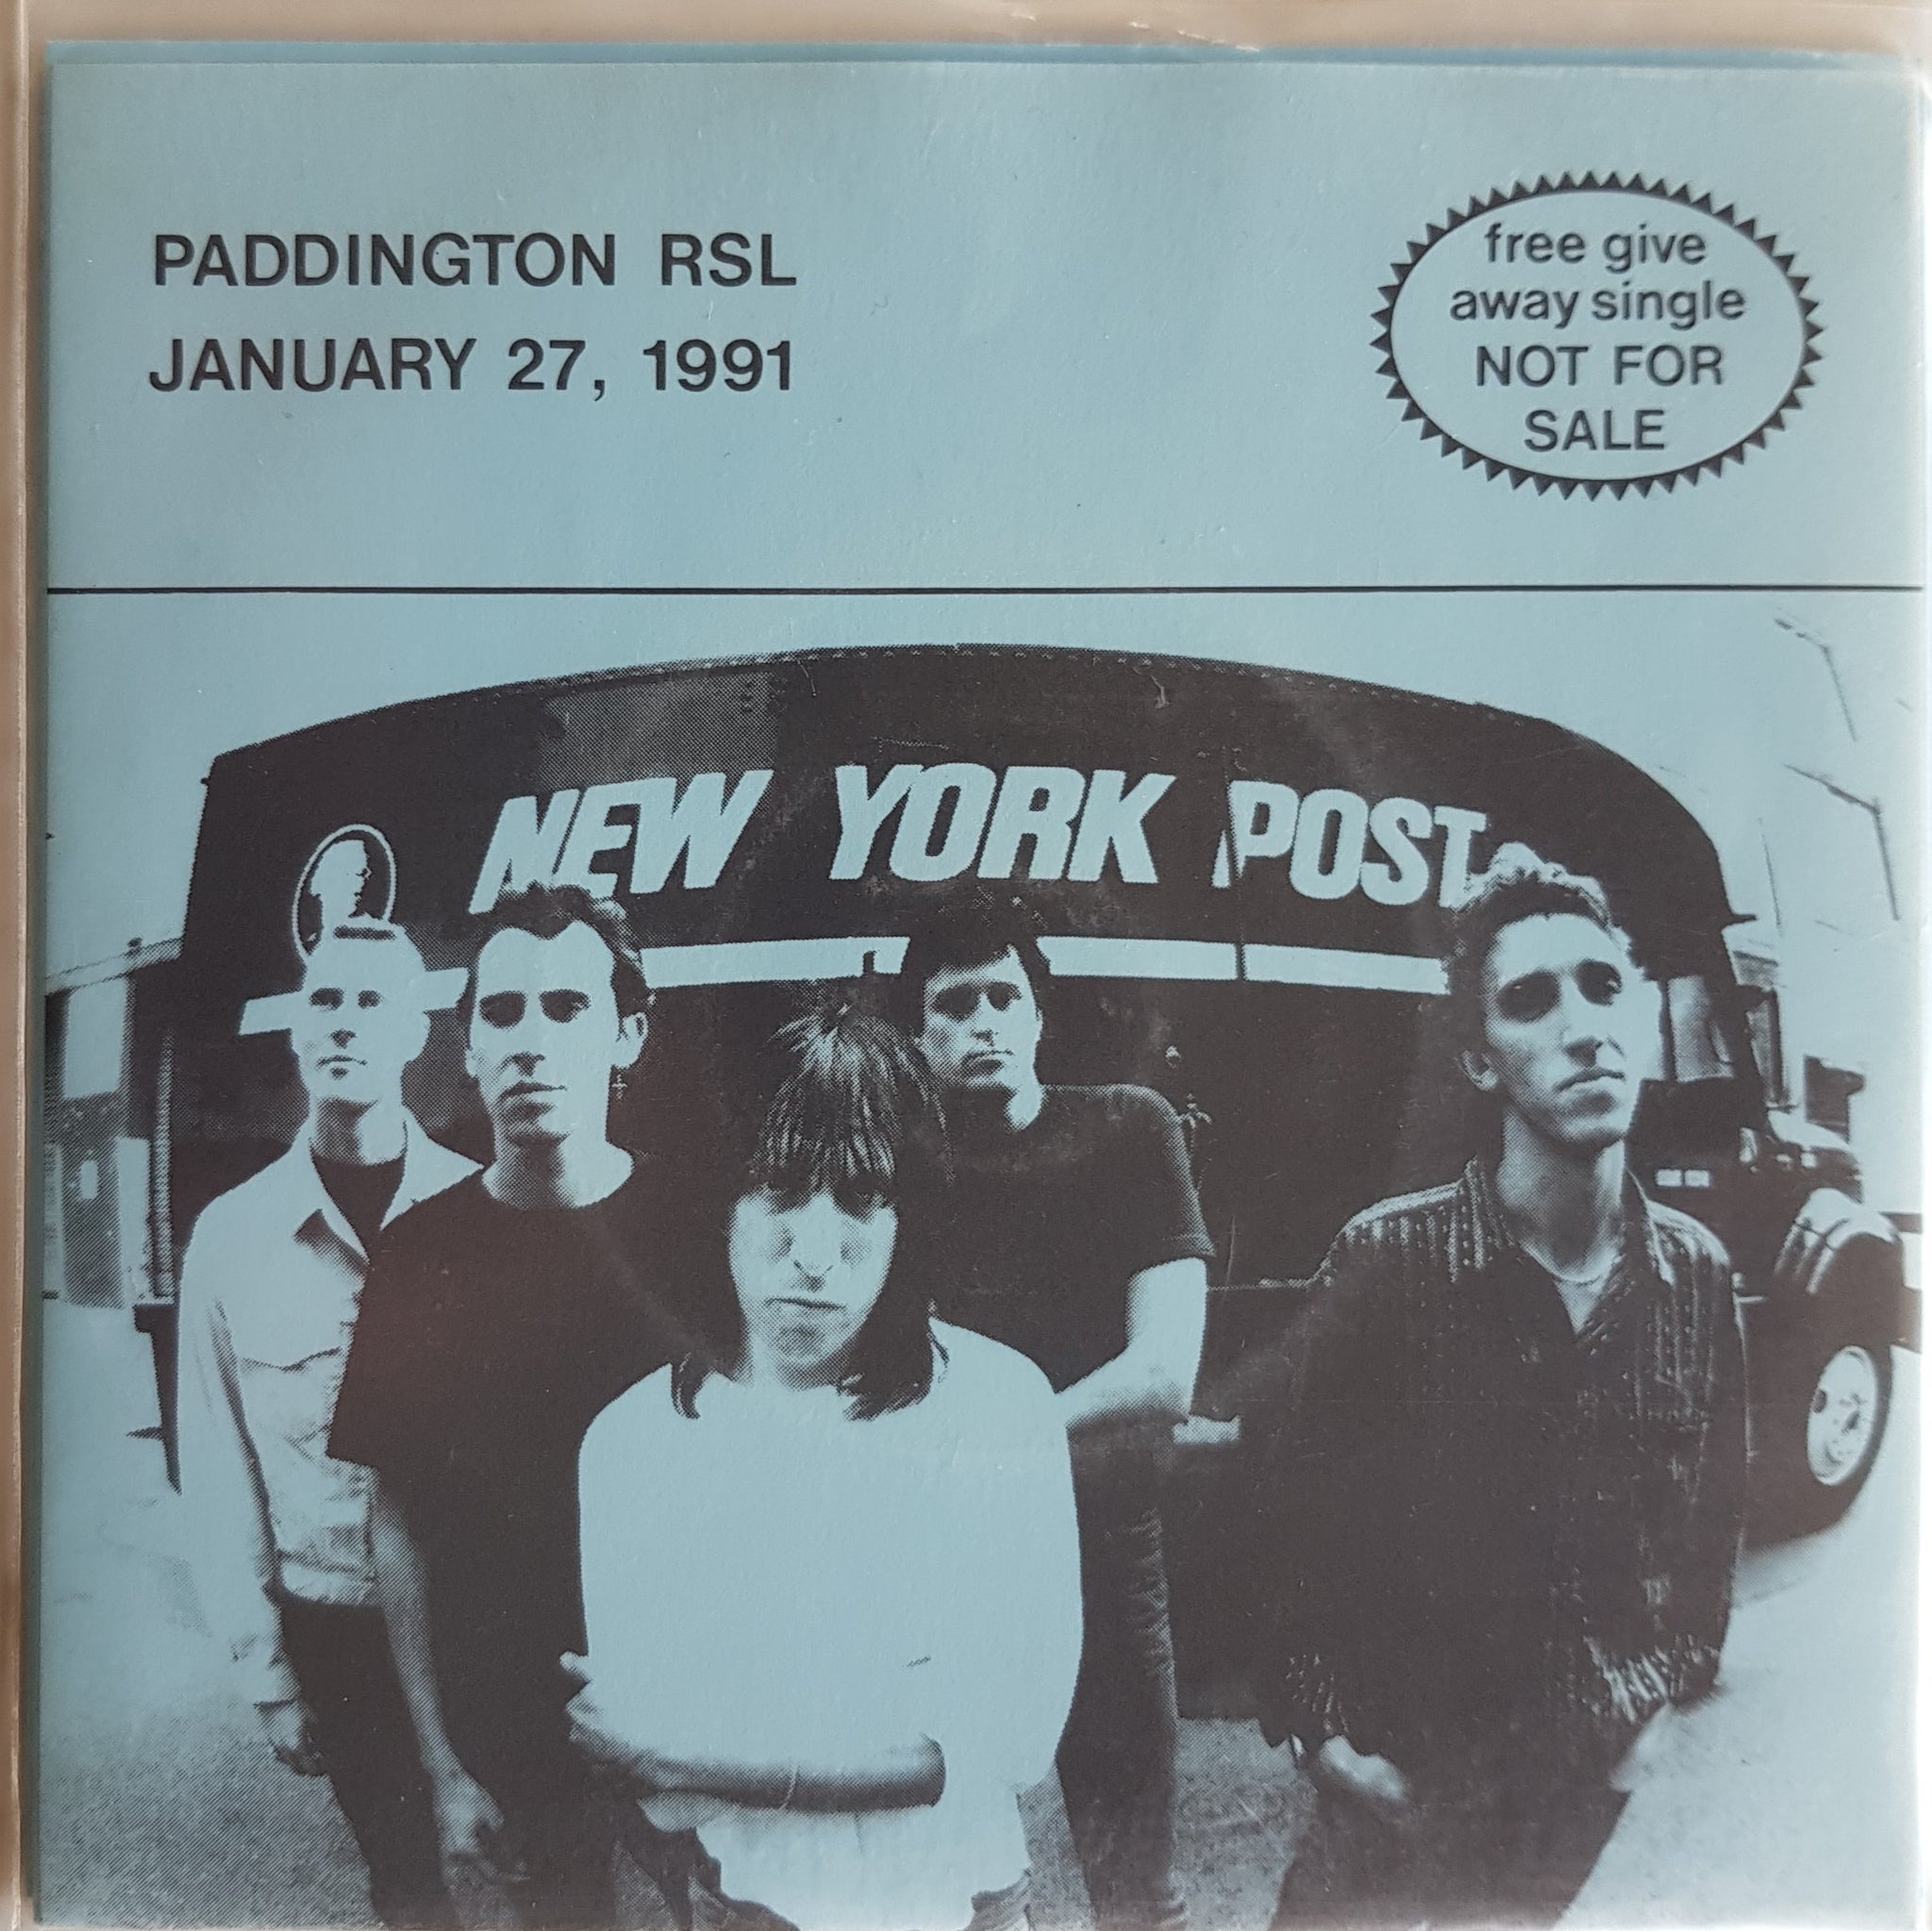 PADDINGTON RSL
JANUARY 27, 1991
free give
away single
NOT FOR
SALE
NEW YORK POST